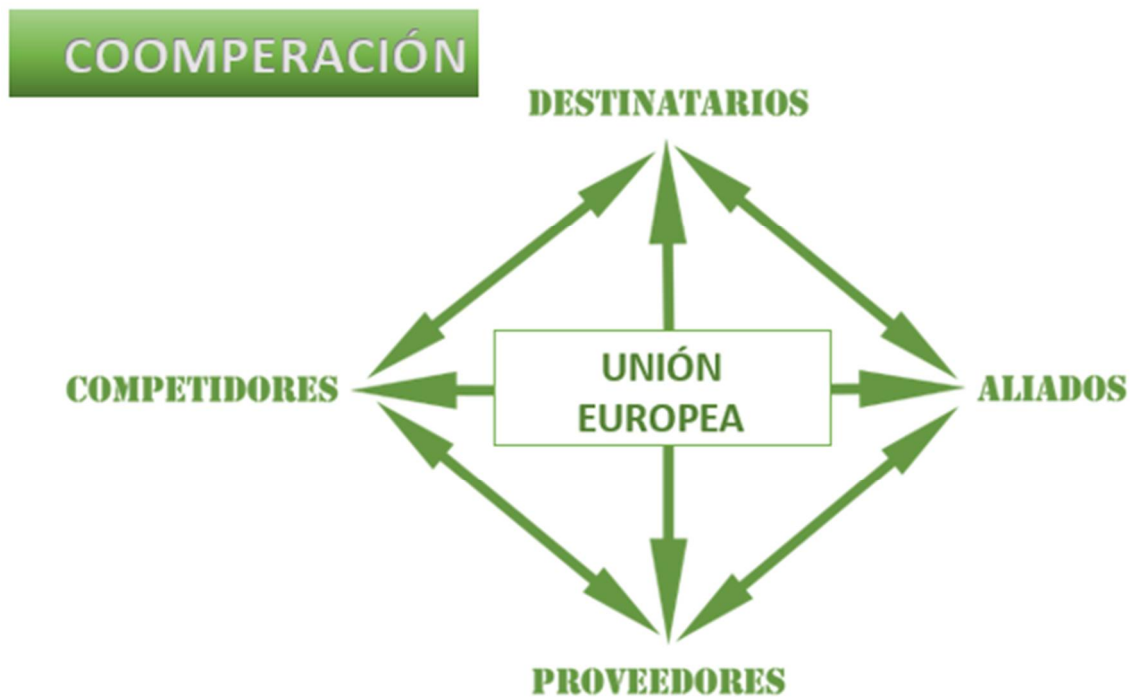 COOMPERACIÓN
DESTINATARIOS
COMPETIDORES
UNIÓN
EUROPEA
ALIADOS
PROVEEDORES